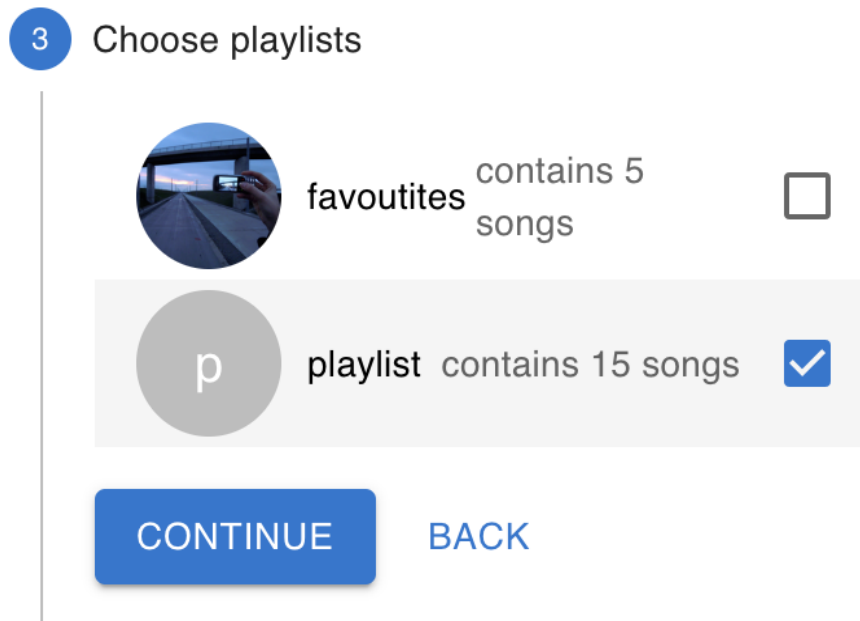 3 Choose playlists
favoutites contains 5
songs
p playlist contains 15 songs
CONTINUE BACK